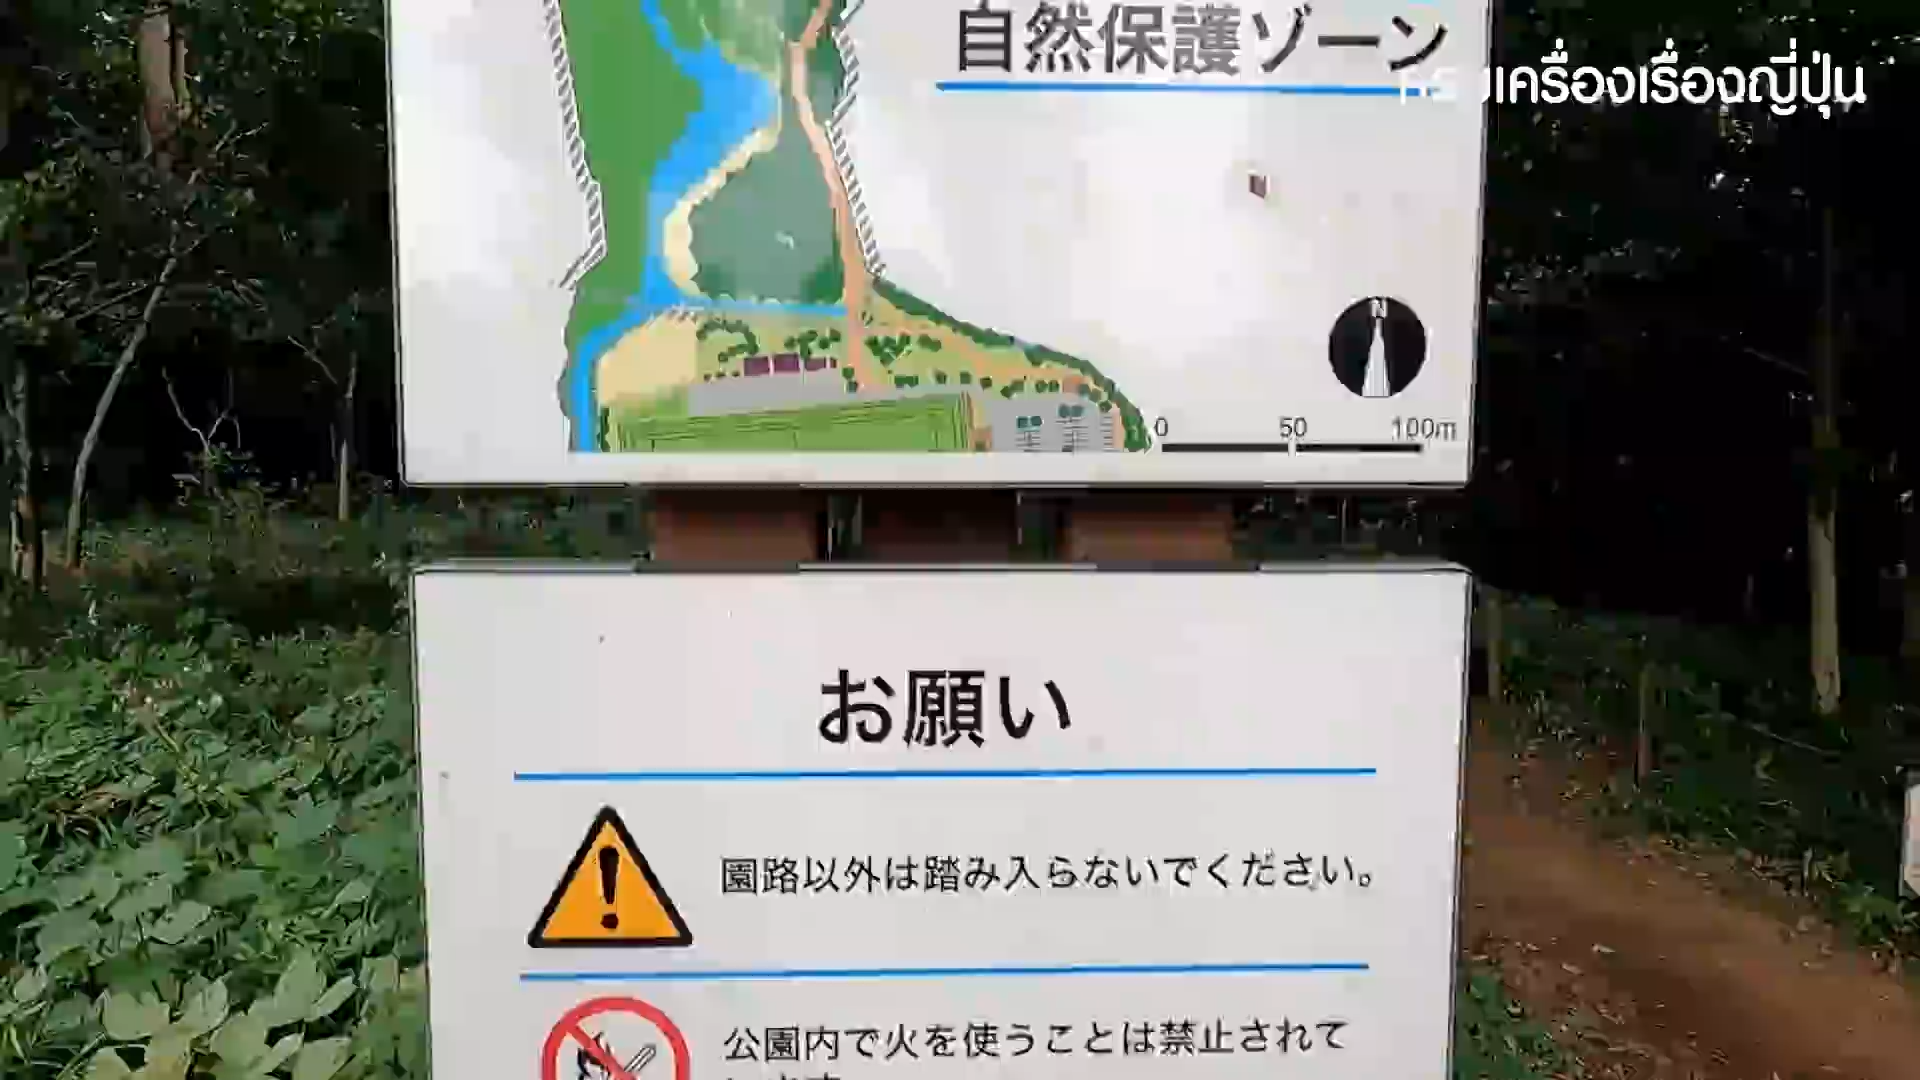 自然保護ゾーン
เครื่องเรื่องญี่ปุ่น
N
0 50 100m
お願い
園路以外は踏み入らないでください。
公園内で火を使うことは禁止されて